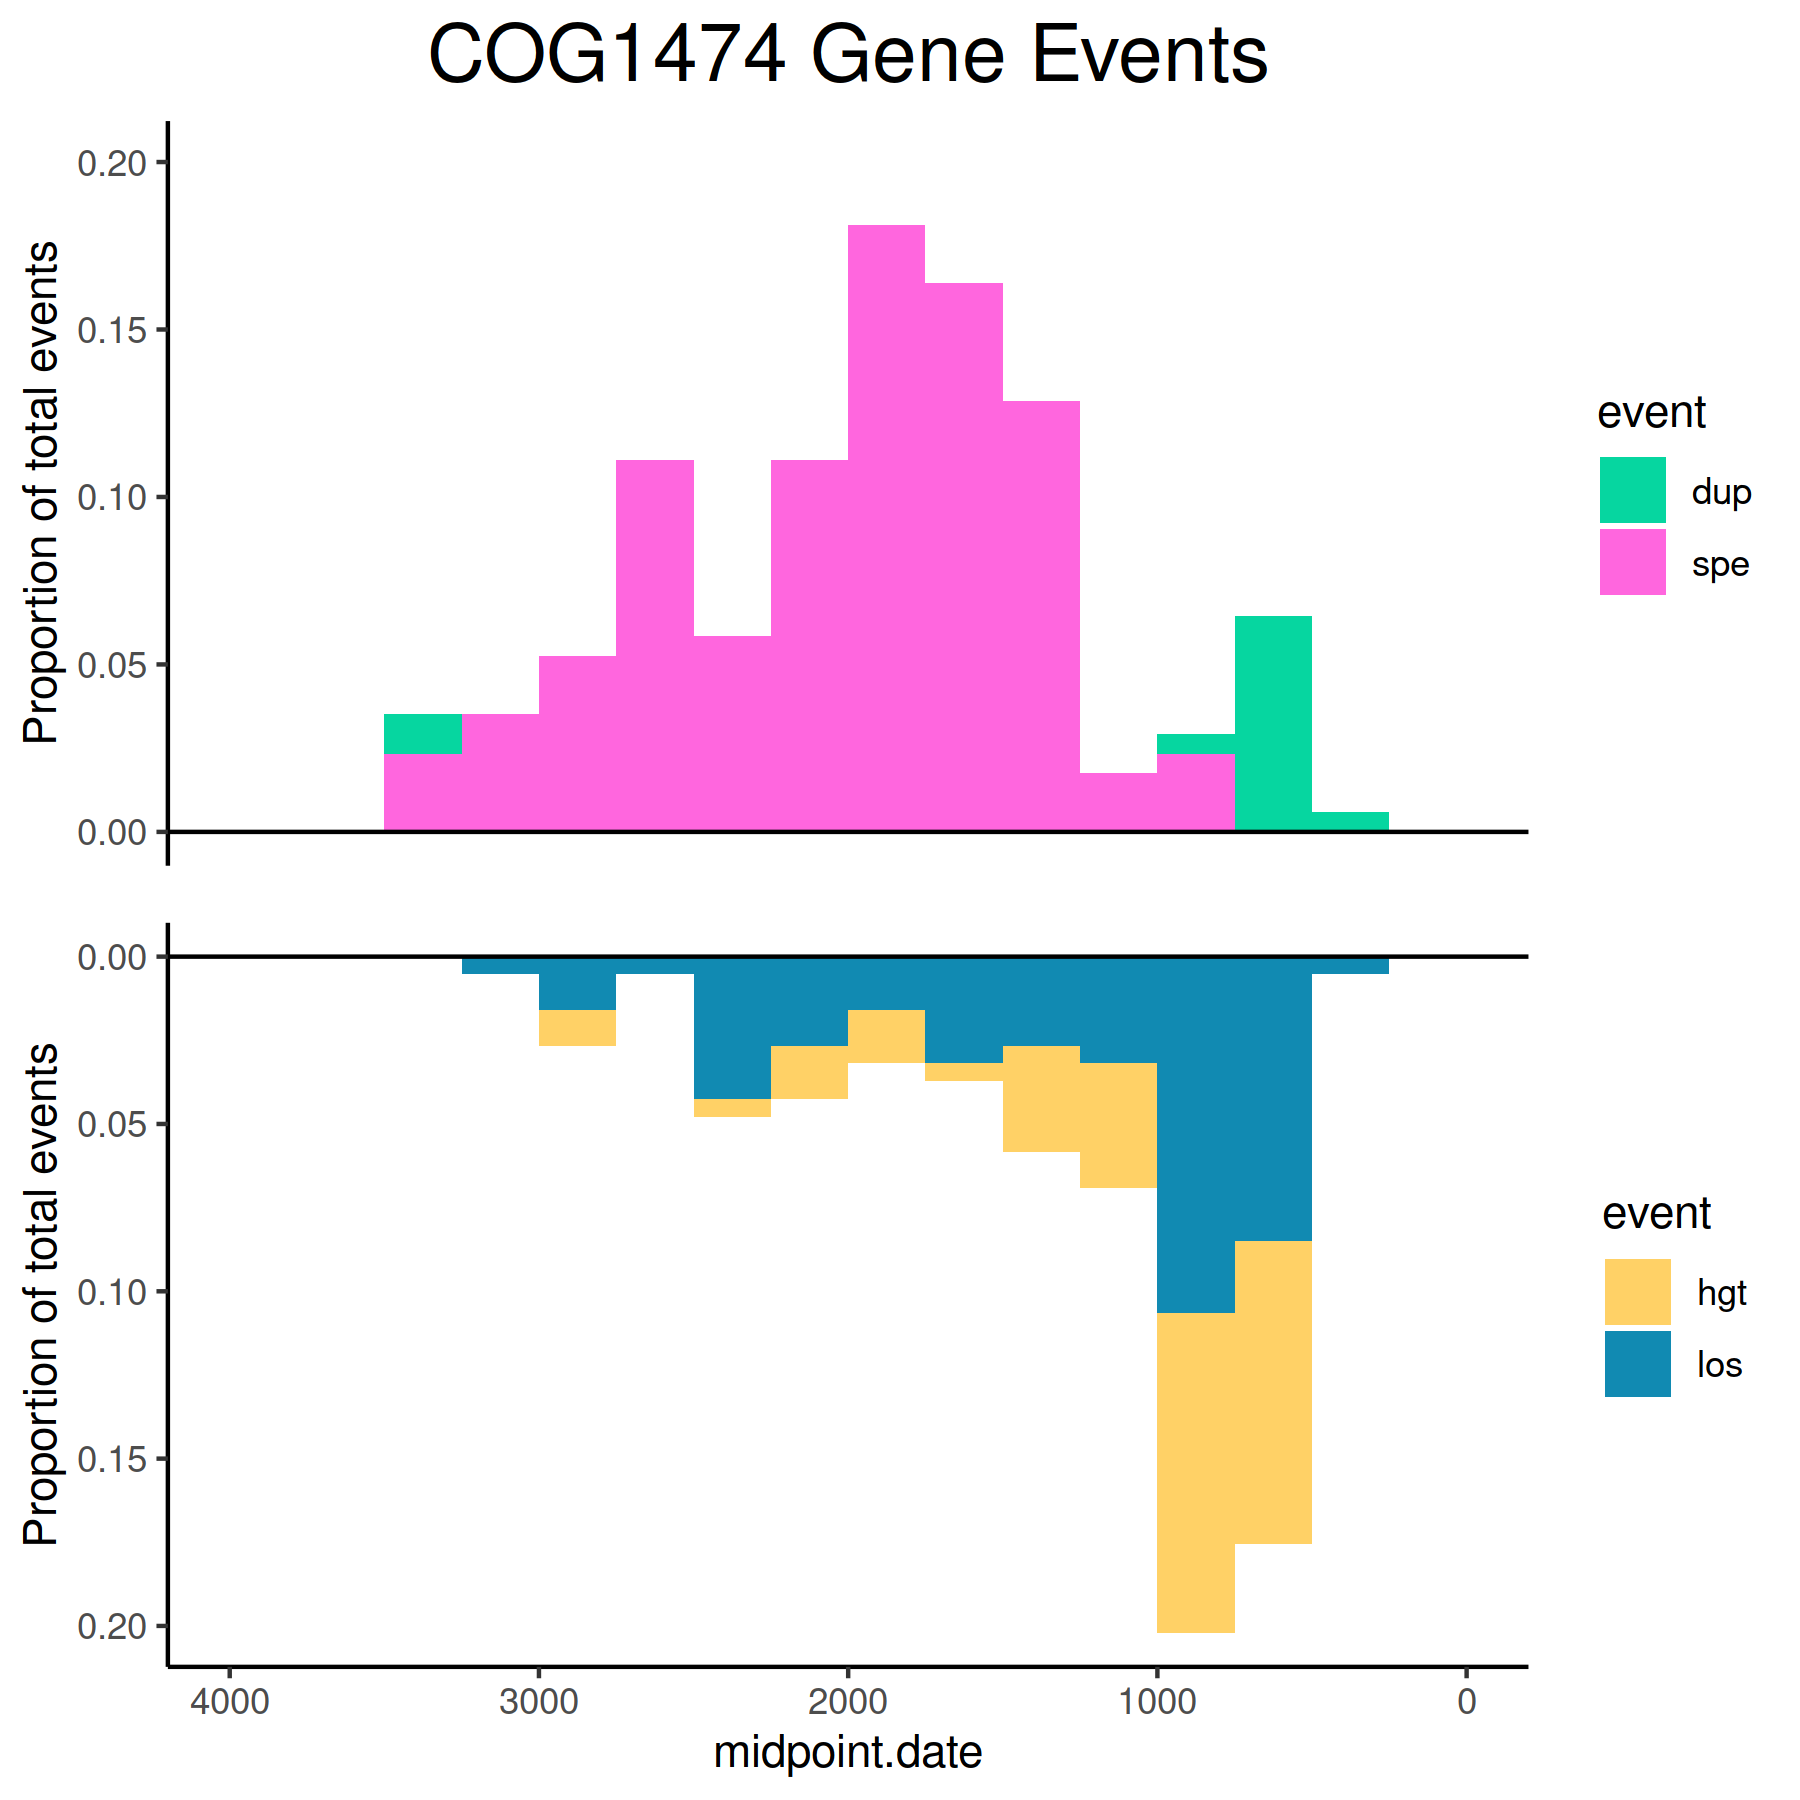 COG1474 Gene Events
Proportion of total events
0.20
0.15
0.10
0.05
0.00
event
dup
spe
Proportion of total events
0.00
0.05
0.10
0.15
0.20
event
hgt
los
4000 3000 2000 1000 0
midpoint.date